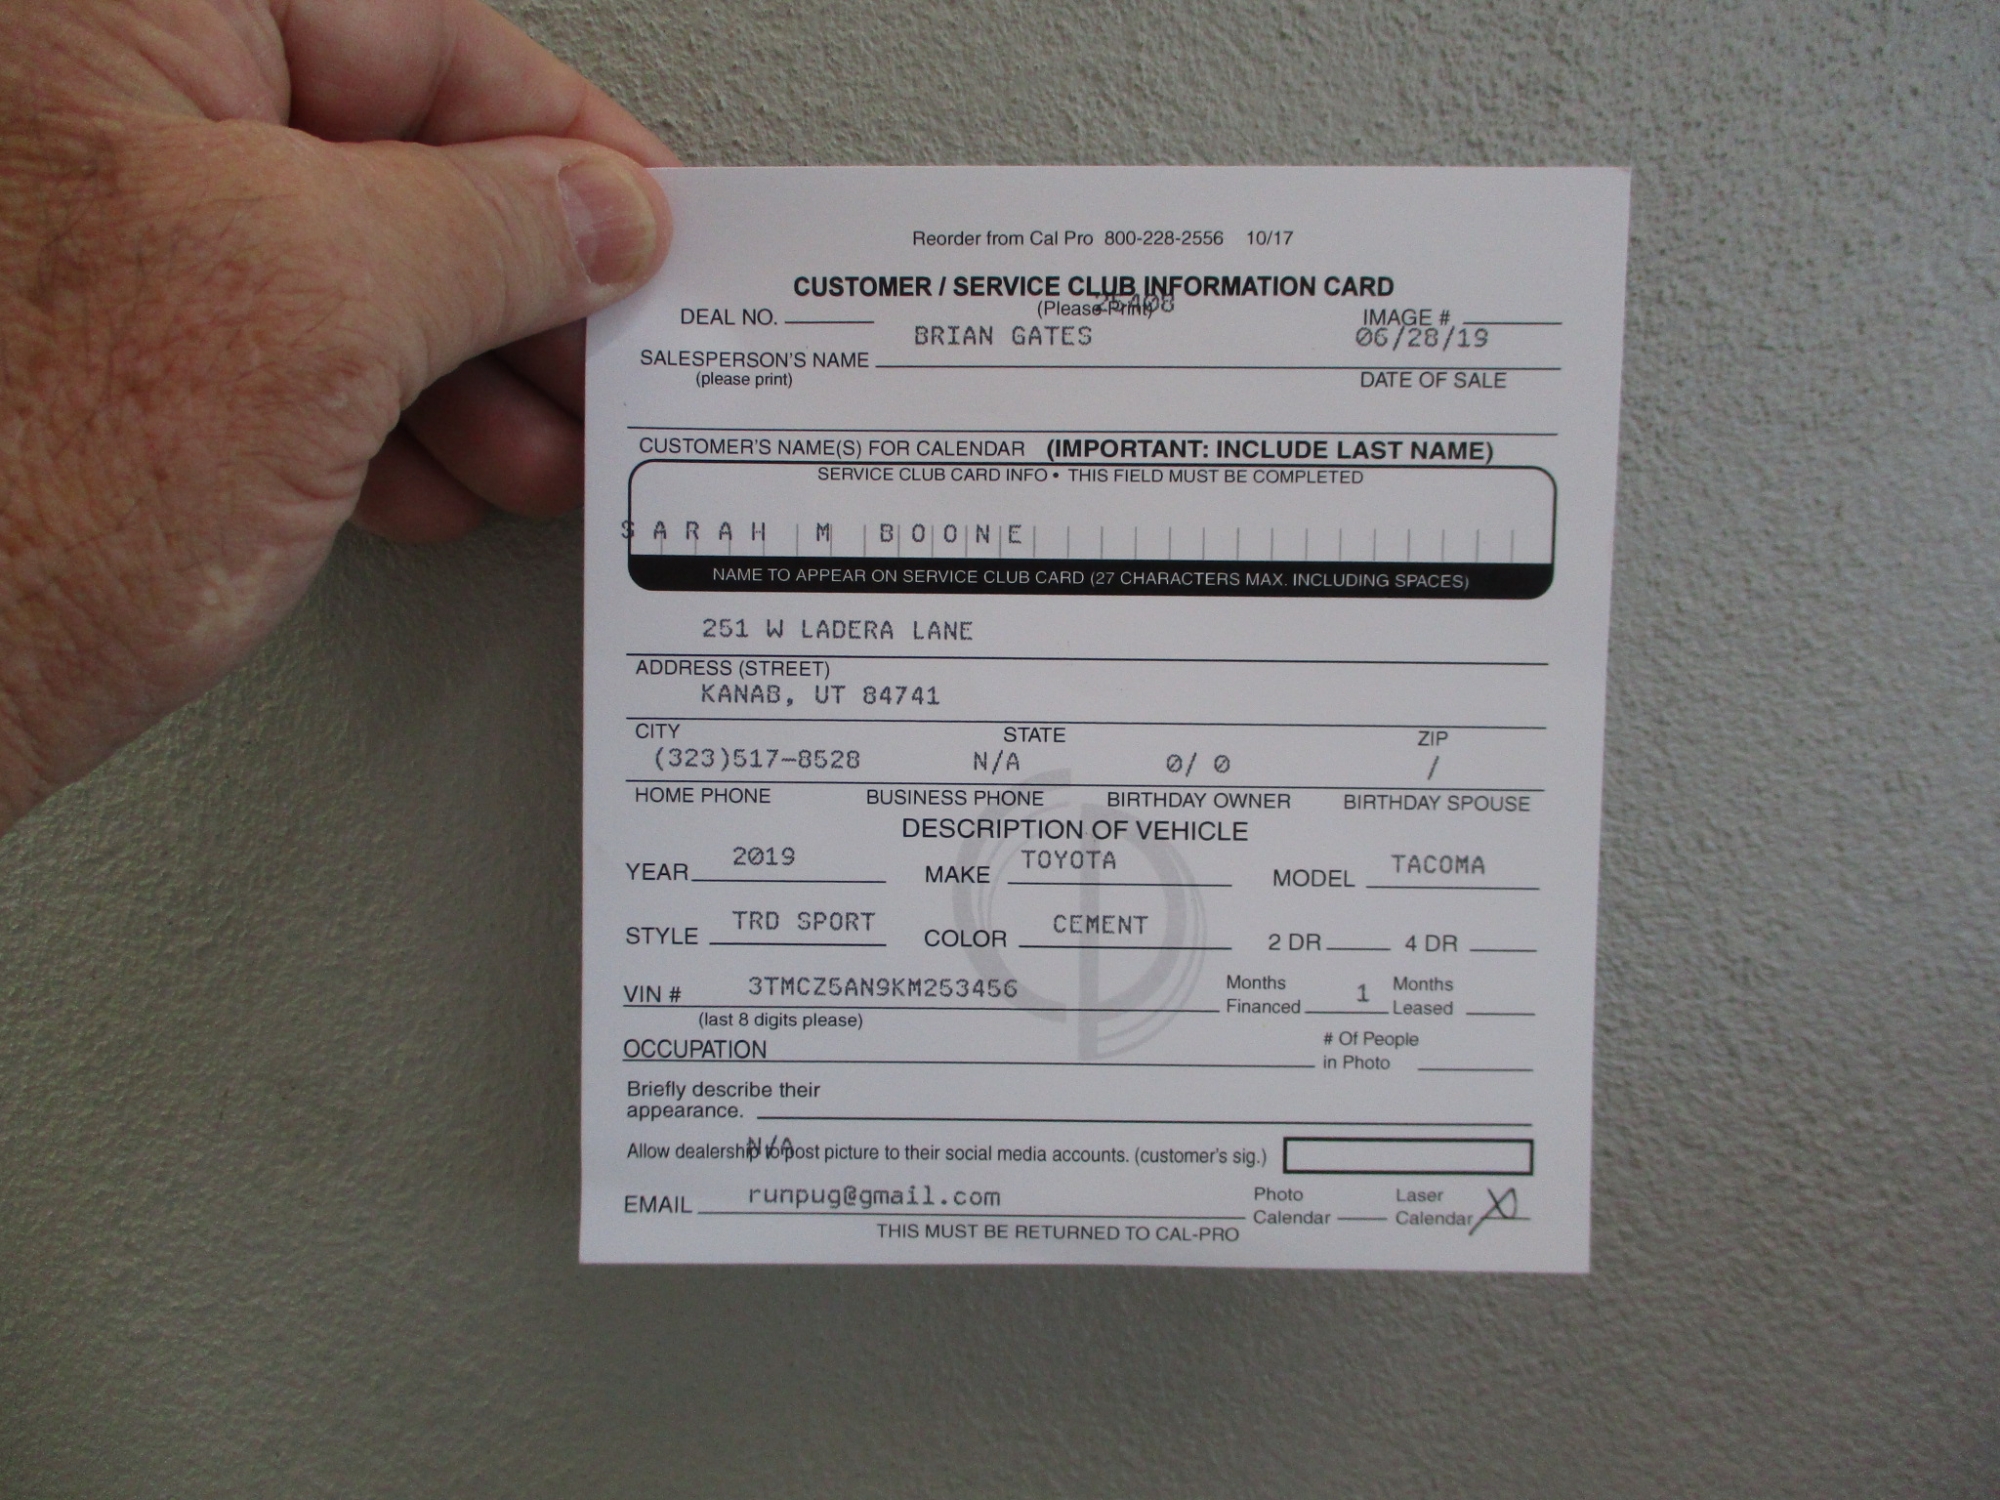 Reorder from Cal Pro 800-228-2556 10/17
CUSTOMER / SERVICE CLUB INFORMATION CARD
(Please Print) 25408
DEAL NO. IMAGE #
BRIAN GATES 06/28/19
SALESPERSON'S NAME
(please print) DATE OF SALE
CUSTOMER'S NAME(S) FOR CALENDAR (IMPORTANT: INCLUDE LAST NAME)
SERVICE CLUB CARD INFO • THIS FIELD MUST BE COMPLETED
SARAH M BOONE
NAME TO APPEAR ON SERVICE CLUB CARD (27 CHARACTERS MAX. INCLUDING SPACES)
251 W LADERA LANE
ADDRESS (STREET)
KANAB, UT 84741
CITY STATE ZIP
(323)517-8528 N/A 0/ 0 /
HOME PHONE BUSINESS PHONE BIRTHDAY OWNER BIRTHDAY SPOUSE
DESCRIPTION OF VEHICLE
YEAR 2019 MAKE TOYOTA MODEL TACOMA
STYLE TRD SPORT COLOR CEMENT 2 DR 4 DR
VIN # 3TMCZ5AN9KM253456 Months Financed 1 Months Leased
(last 8 digits please)
OCCUPATION # Of People in Photo
Briefly describe their
appearance.
N/A
Allow dealership to post picture to their social media accounts. (customer's sig.)
EMAIL runpug@gmail.com Photo Calendar Laser Calendar X
THIS MUST BE RETURNED TO CAL-PRO